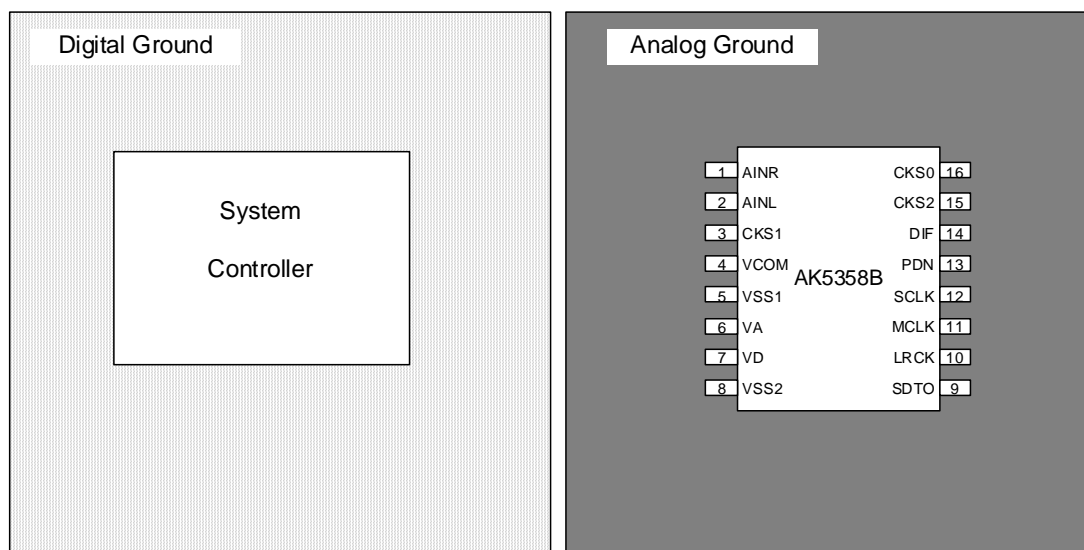 Digital Ground
Analog Ground
System
Controller
AK5358B
1 AINR
2 AINL
3 CKS1
4 VCOM
5 VSS1
6 VA
7 VD
8 VSS2
CKS0 16
CKS2 15
DIF 14
PDN 13
SCLK 12
MCLK 11
LRCK 10
SDTO 9